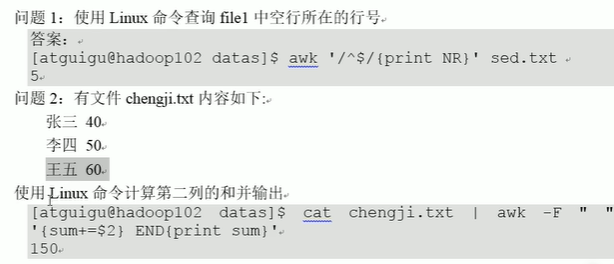 问题 1：使用 Linux 命令查询 file1 中空行所在的行号
答案：
[atguigu@hadoop102 datas]$ awk '/^$/{print NR}' sed.txt
5
问题 2：有文件 chengji.txt 内容如下:
张三 40
李四 50
王五 60
使用 Linux 命令计算第二列的和并输出
[atguigu@hadoop102 datas]$ cat chengji.txt | awk -F " "
'{sum+=$2} END{print sum}'
150